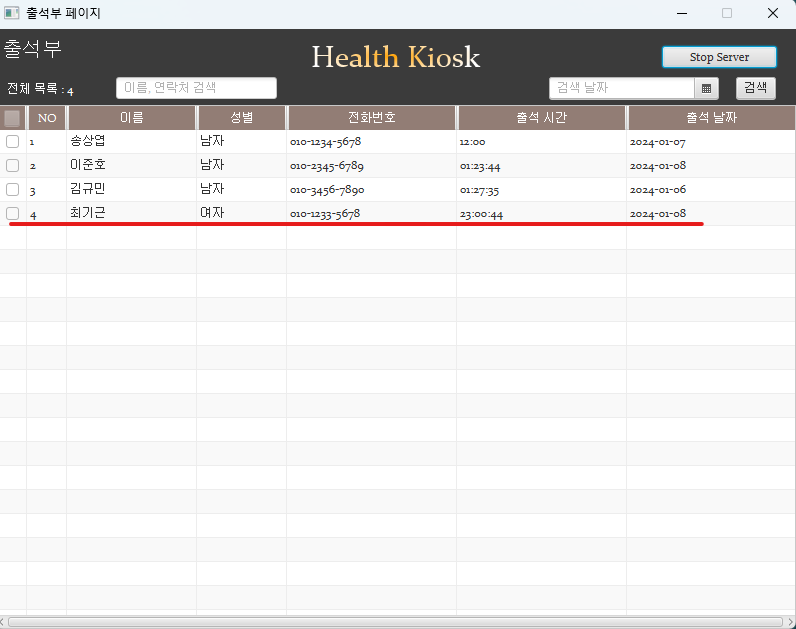 출석부 페이지
출석부
Health Kiosk
Stop Server
전체 목록 : 4
이름, 연락처 검색
검색 날짜
검색
NO 이름 성별 전화번호 출석 시간 출석 날짜
1 송상엽 남자 010-1234-5678 12:00 2024-01-07
2 이준호 남자 010-2345-6789 01:23:44 2024-01-08
3 김규민 남자 010-3456-7890 01:27:35 2024-01-06
4 최기근 여자 010-1233-5678 23:00:44 2024-01-08